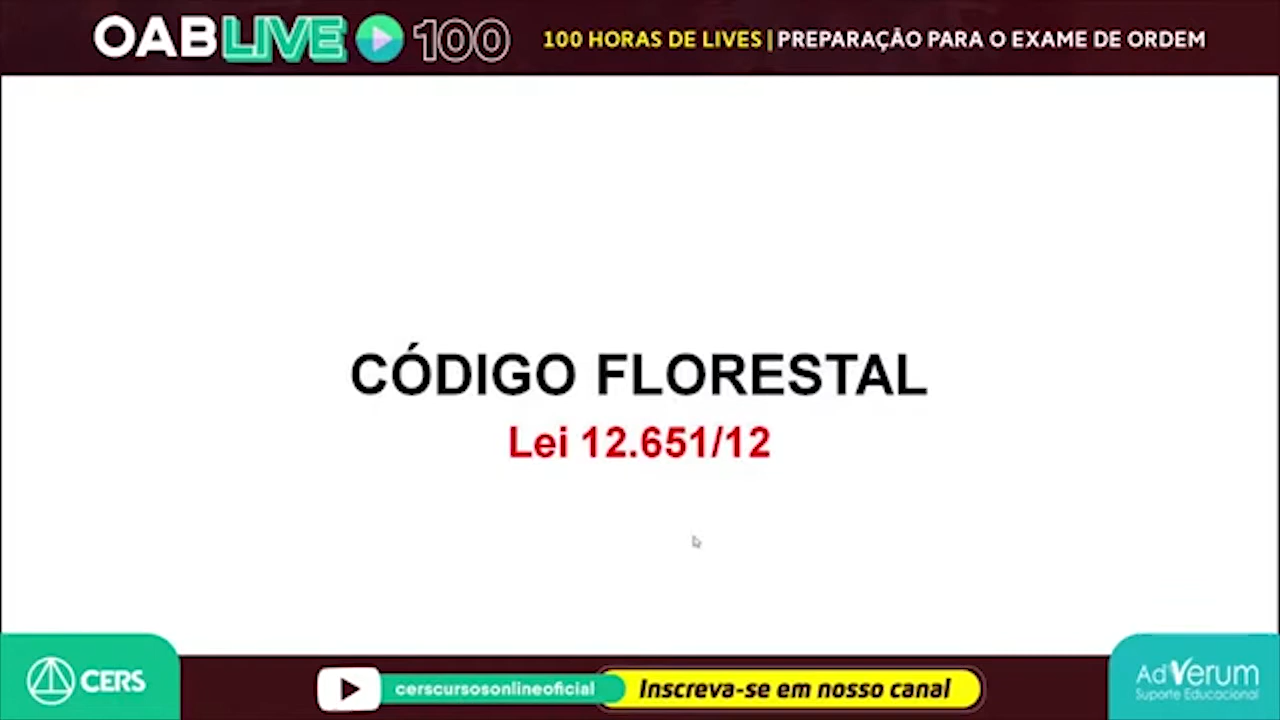 OABLIVE 100
100 HORAS DE LIVES | PREPARAÇÃO PARA O EXAME DE ORDEM
CÓDIGO FLORESTAL
Lei 12.651/12
CERS
cerscursosonlineoficial
Inscreva-se em nosso canal
AdVerum
Suporte Educacional